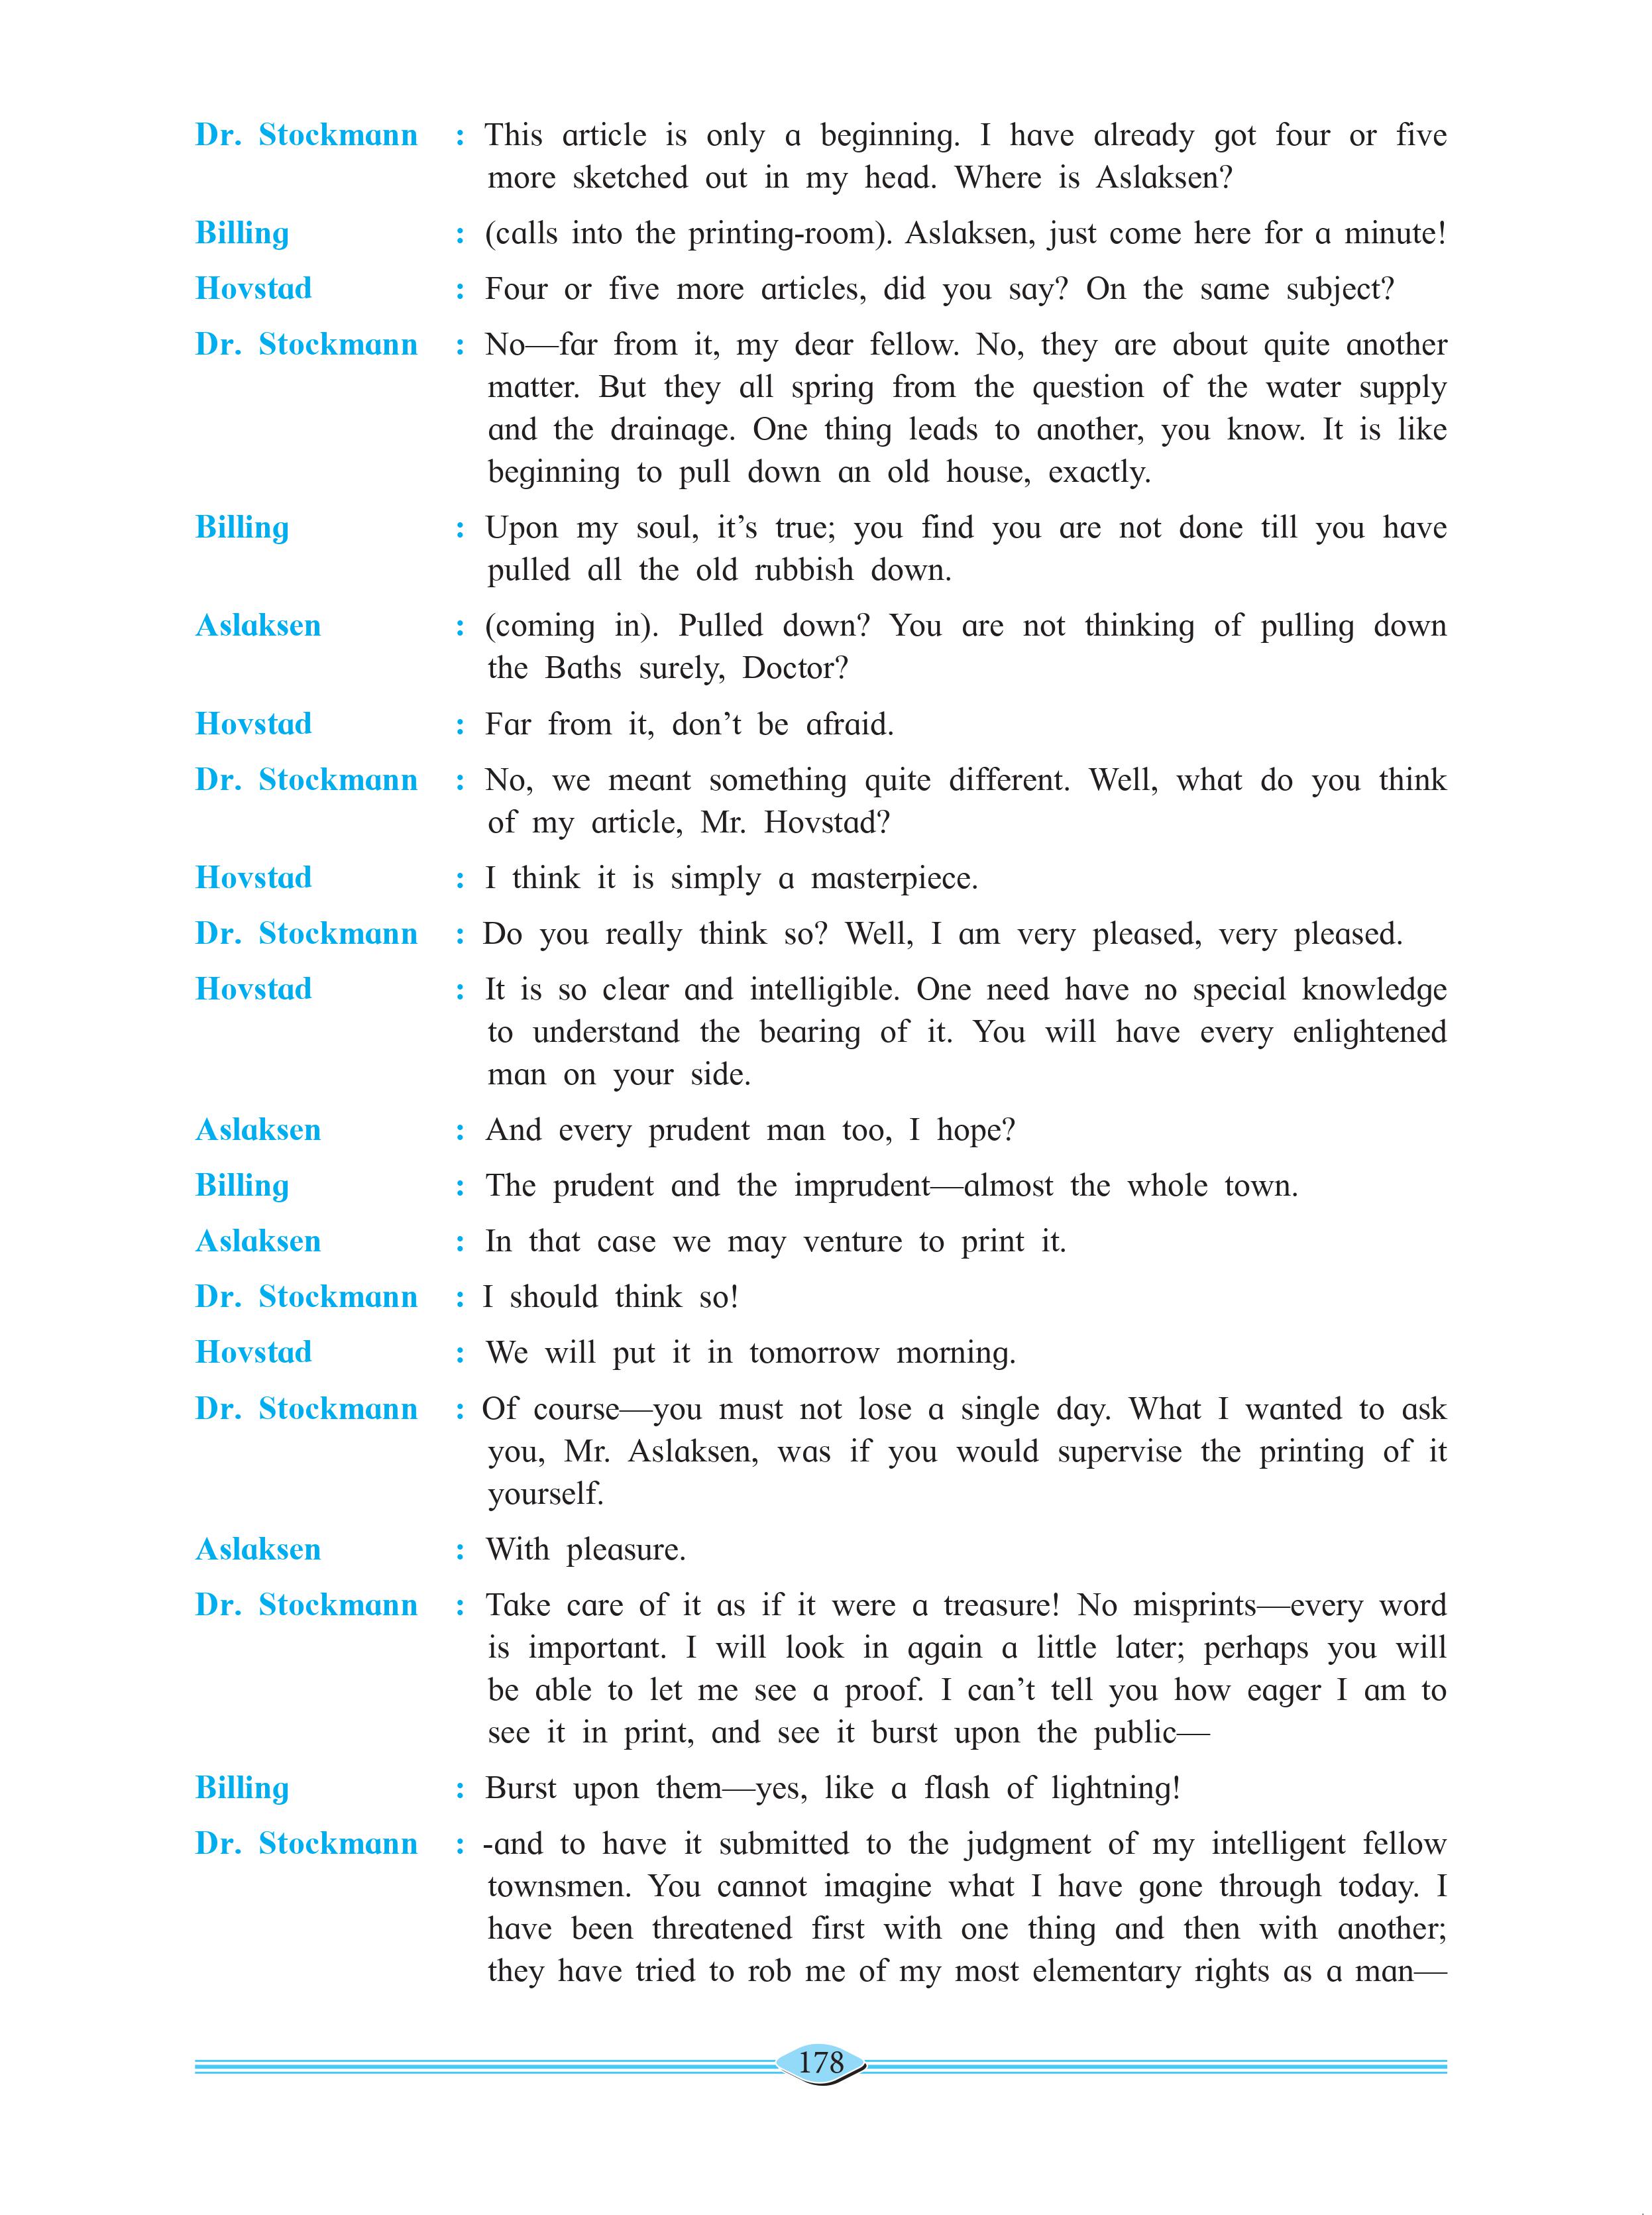 Dr. Stockmann : This article is only a beginning. I have already got four or five
more sketched out in my head. Where is Aslaksen?
Billing : (calls into the printing-room). Aslaksen, just come here for a minute!
Hovstad : Four or five more articles, did you say? On the same subject?
Dr. Stockmann : No—far from it, my dear fellow. No, they are about quite another
matter. But they all spring from the question of the water supply
and the drainage. One thing leads to another, you know. It is like
beginning to pull down an old house, exactly.
Billing : Upon my soul, it’s true; you find you are not done till you have
pulled all the old rubbish down.
Aslaksen : (coming in). Pulled down? You are not thinking of pulling down
the Baths surely, Doctor?
Hovstad : Far from it, don’t be afraid.
Dr. Stockmann : No, we meant something quite different. Well, what do you think
of my article, Mr. Hovstad?
Hovstad : I think it is simply a masterpiece.
Dr. Stockmann : Do you really think so? Well, I am very pleased, very pleased.
Hovstad : It is so clear and intelligible. One need have no special knowledge
to understand the bearing of it. You will have every enlightened
man on your side.
Aslaksen : And every prudent man too, I hope?
Billing : The prudent and the imprudent—almost the whole town.
Aslaksen : In that case we may venture to print it.
Dr. Stockmann : I should think so!
Hovstad : We will put it in tomorrow morning.
Dr. Stockmann : Of course—you must not lose a single day. What I wanted to ask
you, Mr. Aslaksen, was if you would supervise the printing of it
yourself.
Aslaksen : With pleasure.
Dr. Stockmann : Take care of it as if it were a treasure! No misprints—every word
is important. I will look in again a little later; perhaps you will
be able to let me see a proof. I can’t tell you how eager I am to
see it in print, and see it burst upon the public—
Billing : Burst upon them—yes, like a flash of lightning!
Dr. Stockmann : -and to have it submitted to the judgment of my intelligent fellow
townsmen. You cannot imagine what I have gone through today. I
have been threatened first with one thing and then with another;
they have tried to rob me of my most elementary rights as a man—
178